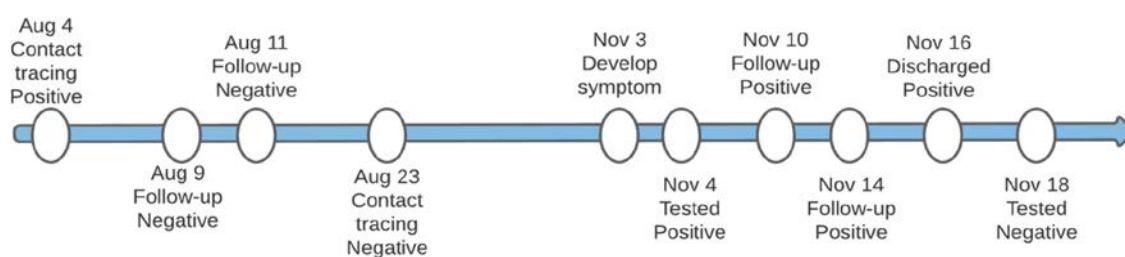 Aug 4
Contact
tracing
Positive
Aug 9
Follow-up
Negative
Aug 11
Follow-up
Negative
Aug 23
Contact
tracing
Negative
Nov 3
Develop
symptom
Nov 4
Tested
Positive
Nov 10
Follow-up
Positive
Nov 14
Follow-up
Positive
Nov 16
Discharged
Positive
Nov 18
Tested
Negative